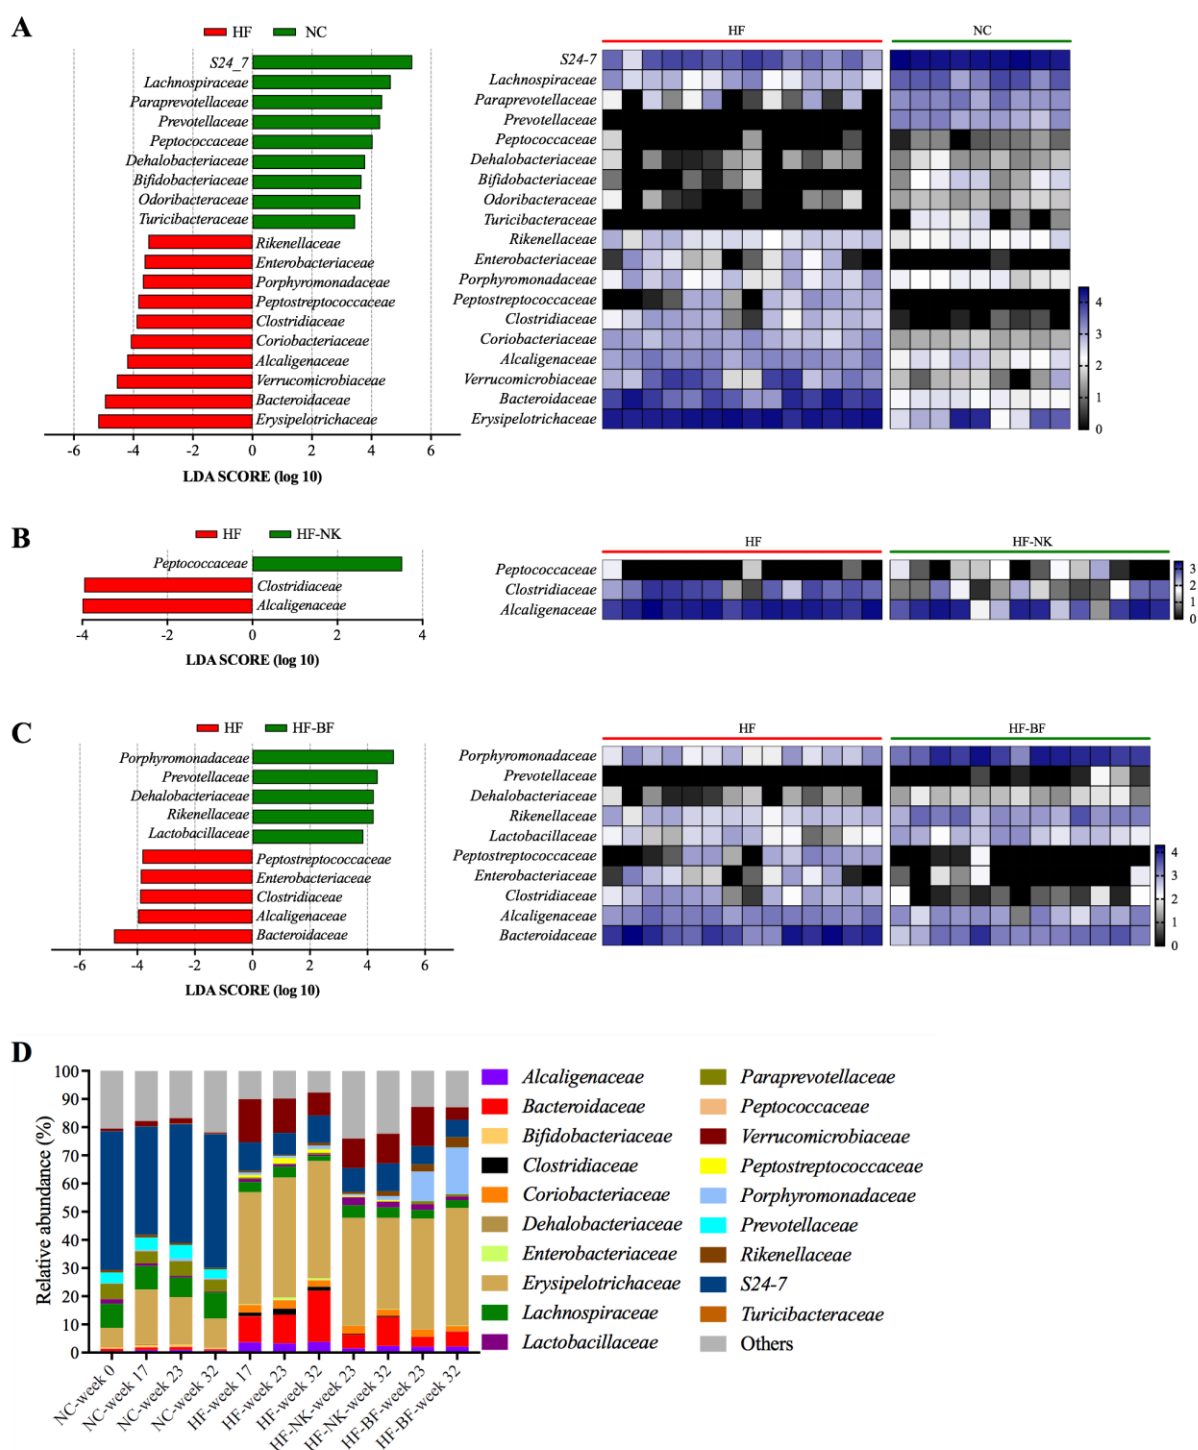 A
HF NC
S24_7
Lachnospiraceae
Paraprevotellaceae
Prevotellaceae
Peptococcaceae
Dehalobacteriaceae
Bifidobacteriaceae
Odoribacteraceae
Turicibacteraceae
Rikenellaceae
Enterobacteriaceae
Porphyromonadaceae
Peptostreptococcaceae
Clostridiaceae
Coriobacteriaceae
Alcaligenaceae
Verrucomicrobiaceae
Bacteroidaceae
Erysipelotrichaceae
-6 -4 -2 0 2 4 6
LDA SCORE (log 10)
HF NC
S24-7
Lachnospiraceae
Paraprevotellaceae
Prevotellaceae
Peptococcaceae
Dehalobacteriaceae
Bifidobacteriaceae
Odoribacteraceae
Turicibacteraceae
Rikenellaceae
Enterobacteriaceae
Porphyromonadaceae
Peptostreptococcaceae
Clostridiaceae
Coriobacteriaceae
Alcaligenaceae
Verrucomicrobiaceae
Bacteroidaceae
Erysipelotrichaceae
4
3
2
1
0
B
HF HF-NK
Peptococcaceae
Clostridiaceae
Alcaligenaceae
-4 -2 0 2 4
LDA SCORE (log 10)
HF HF-NK
Peptococcaceae
Clostridiaceae
Alcaligenaceae
3
2
1
0
C
HF HF-BF
Porphyromonadaceae
Prevotellaceae
Dehalobacteriaceae
Rikenellaceae
Lactobacillaceae
Peptostreptococcaceae
Enterobacteriaceae
Clostridiaceae
Alcaligenaceae
Bacteroidaceae
-6 -4 -2 0 2 4 6
LDA SCORE (log 10)
HF HF-BF
Porphyromonadaceae
Prevotellaceae
Dehalobacteriaceae
Rikenellaceae
Lactobacillaceae
Peptostreptococcaceae
Enterobacteriaceae
Clostridiaceae
Alcaligenaceae
Bacteroidaceae
4
3
2
1
0
D
Relative abundance (%)
100
90
80
70
60
50
40
30
20
10
0
NC-week 0
NC-week 17
NC-week 23
NC-week 32
HF-week 17
HF-week 23
HF-week 32
HF-NK-week 23
HF-NK-week 32
HF-BF-week 23
HF-BF-week 32
Alcaligenaceae
Bacteroidaceae
Bifidobacteriaceae
Clostridiaceae
Coriobacteriaceae
Dehalobacteriaceae
Enterobacteriaceae
Erysipelotrichaceae
Lachnospiraceae
Lactobacillaceae
Paraprevotellaceae
Peptococcaceae
Verrucomicrobiaceae
Peptostreptococcaceae
Porphyromonadaceae
Prevotellaceae
Rikenellaceae
S24-7
Turicibacteraceae
Others